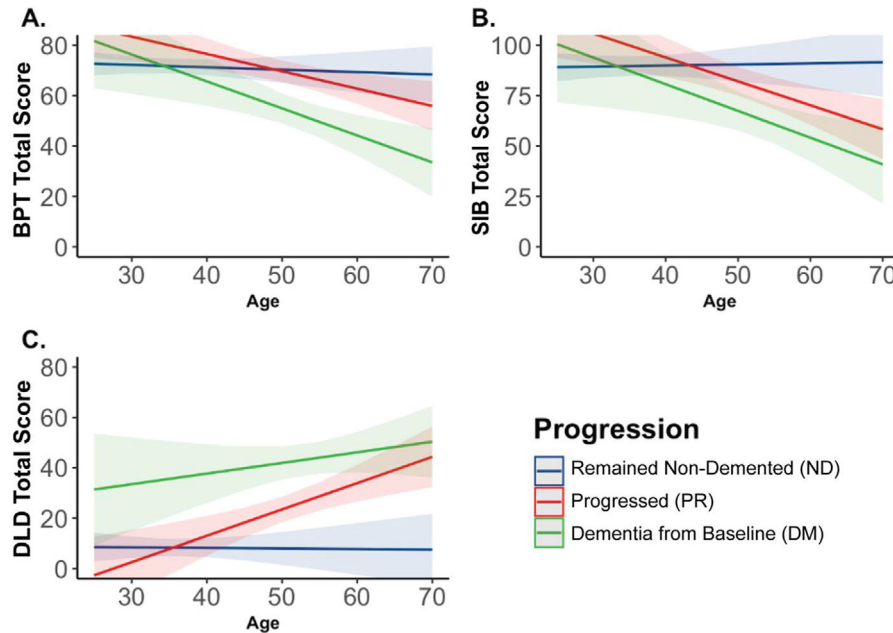 A.
80
60
40
20
0
BPT Total Score
30 40 50 60 70
Age
B.
100
75
50
25
0
SIB Total Score
30 40 50 60 70
Age
C.
80
60
40
20
0
DLD Total Score
30 40 50 60 70
Age
Progression
Remained Non-Demented (ND)
Progressed (PR)
Dementia from Baseline (DM)